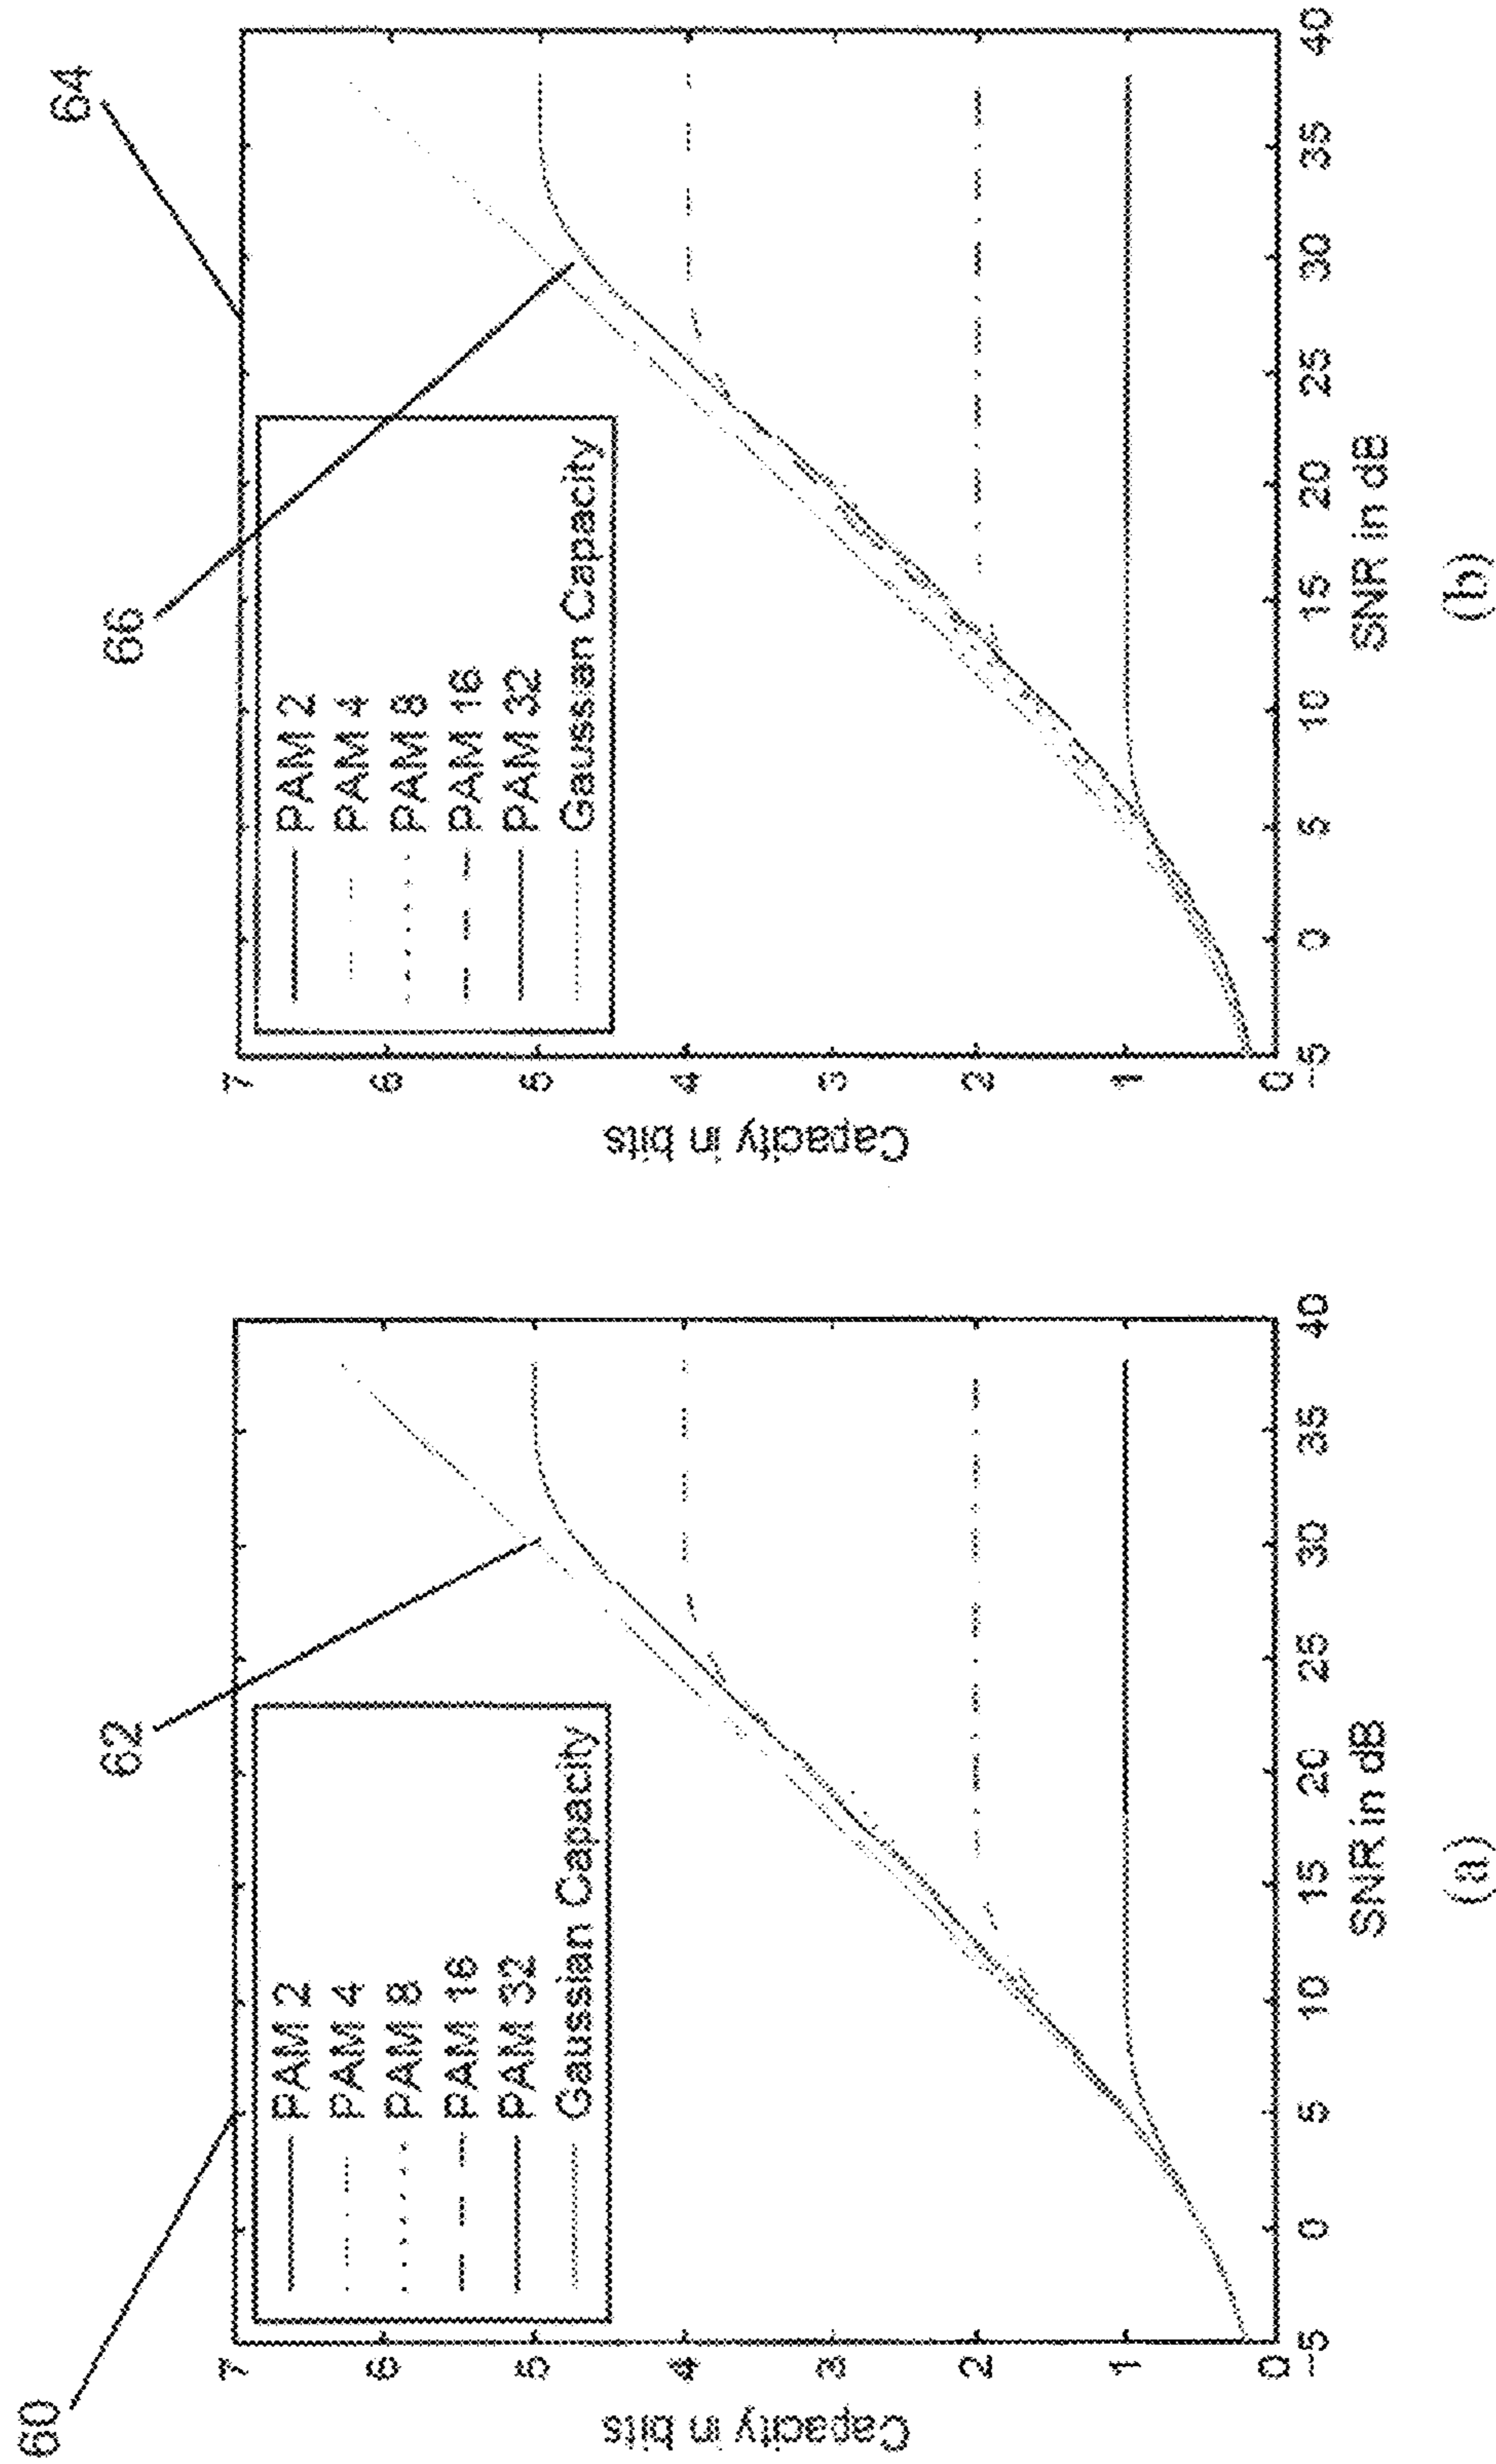 60
62
7
6
5
4
3
2
1
0
Capacity in bits
PAM 2
PAM 4
PAM 8
PAM 16
PAM 32
Gaussian Capacity
-5
0
5
10
15
20
25
30
35
40
SNR in dB
(a)
64
66
7
6
5
4
3
2
1
0
Capacity in bits
PAM 2
PAM 4
PAM 8
PAM 16
PAM 32
Gaussian Capacity
-5
0
5
10
15
20
25
30
35
40
SNR in dB
(b)